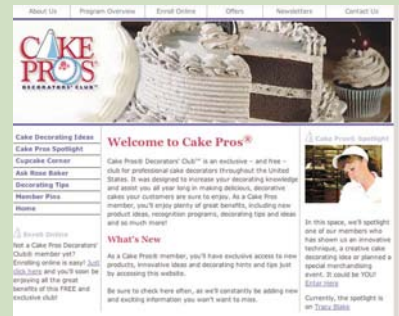 About Us
Program Overview
Enroll Online
Offers
Newsletters
Contact Us
CAKE
PROS
DECORATORS' CLUB™
Cake Decorating Ideas
Cake Pros Spotlight
Cupcake Corner
Ask Rose Baker
Decorating Tips
Member Pins
Home
Enroll Online
Not a Cake Pros Decorators'
Club® member yet?
Enrolling online is easy! Just
click here and you'll soon be
enjoying all the great
benefits of this FREE and
exclusive club!
Welcome to Cake Pros®
Cake Pros® Decorators' Club™ is an exclusive – and free –
club for professional cake decorators throughout the United
States. It was designed to increase your decorating knowledge
and assist you all year long in making delicious, decorative
cakes your customers are sure to enjoy. As a Cake Pros
member, you'll enjoy plenty of great benefits, including new
product ideas, recognition programs, decorating tips and ideas
and so much more!
What's New
As a Cake Pros® member, you'll have exclusive access to new
products, innovative ideas and decorating hints and tips just
by accessing this website.
Be sure to check here often, as we'll constantly be adding new
and exciting information you won't want to miss.
Cake Pros® Spotlight
In this space, we'll spotlight
one of our members who
has shown us an innovative
technique, a creative cake
decorating idea or planned a
special merchandising
event. It could be YOU!
Enter Here
Currently, the spotlight is
on Tracy Blake